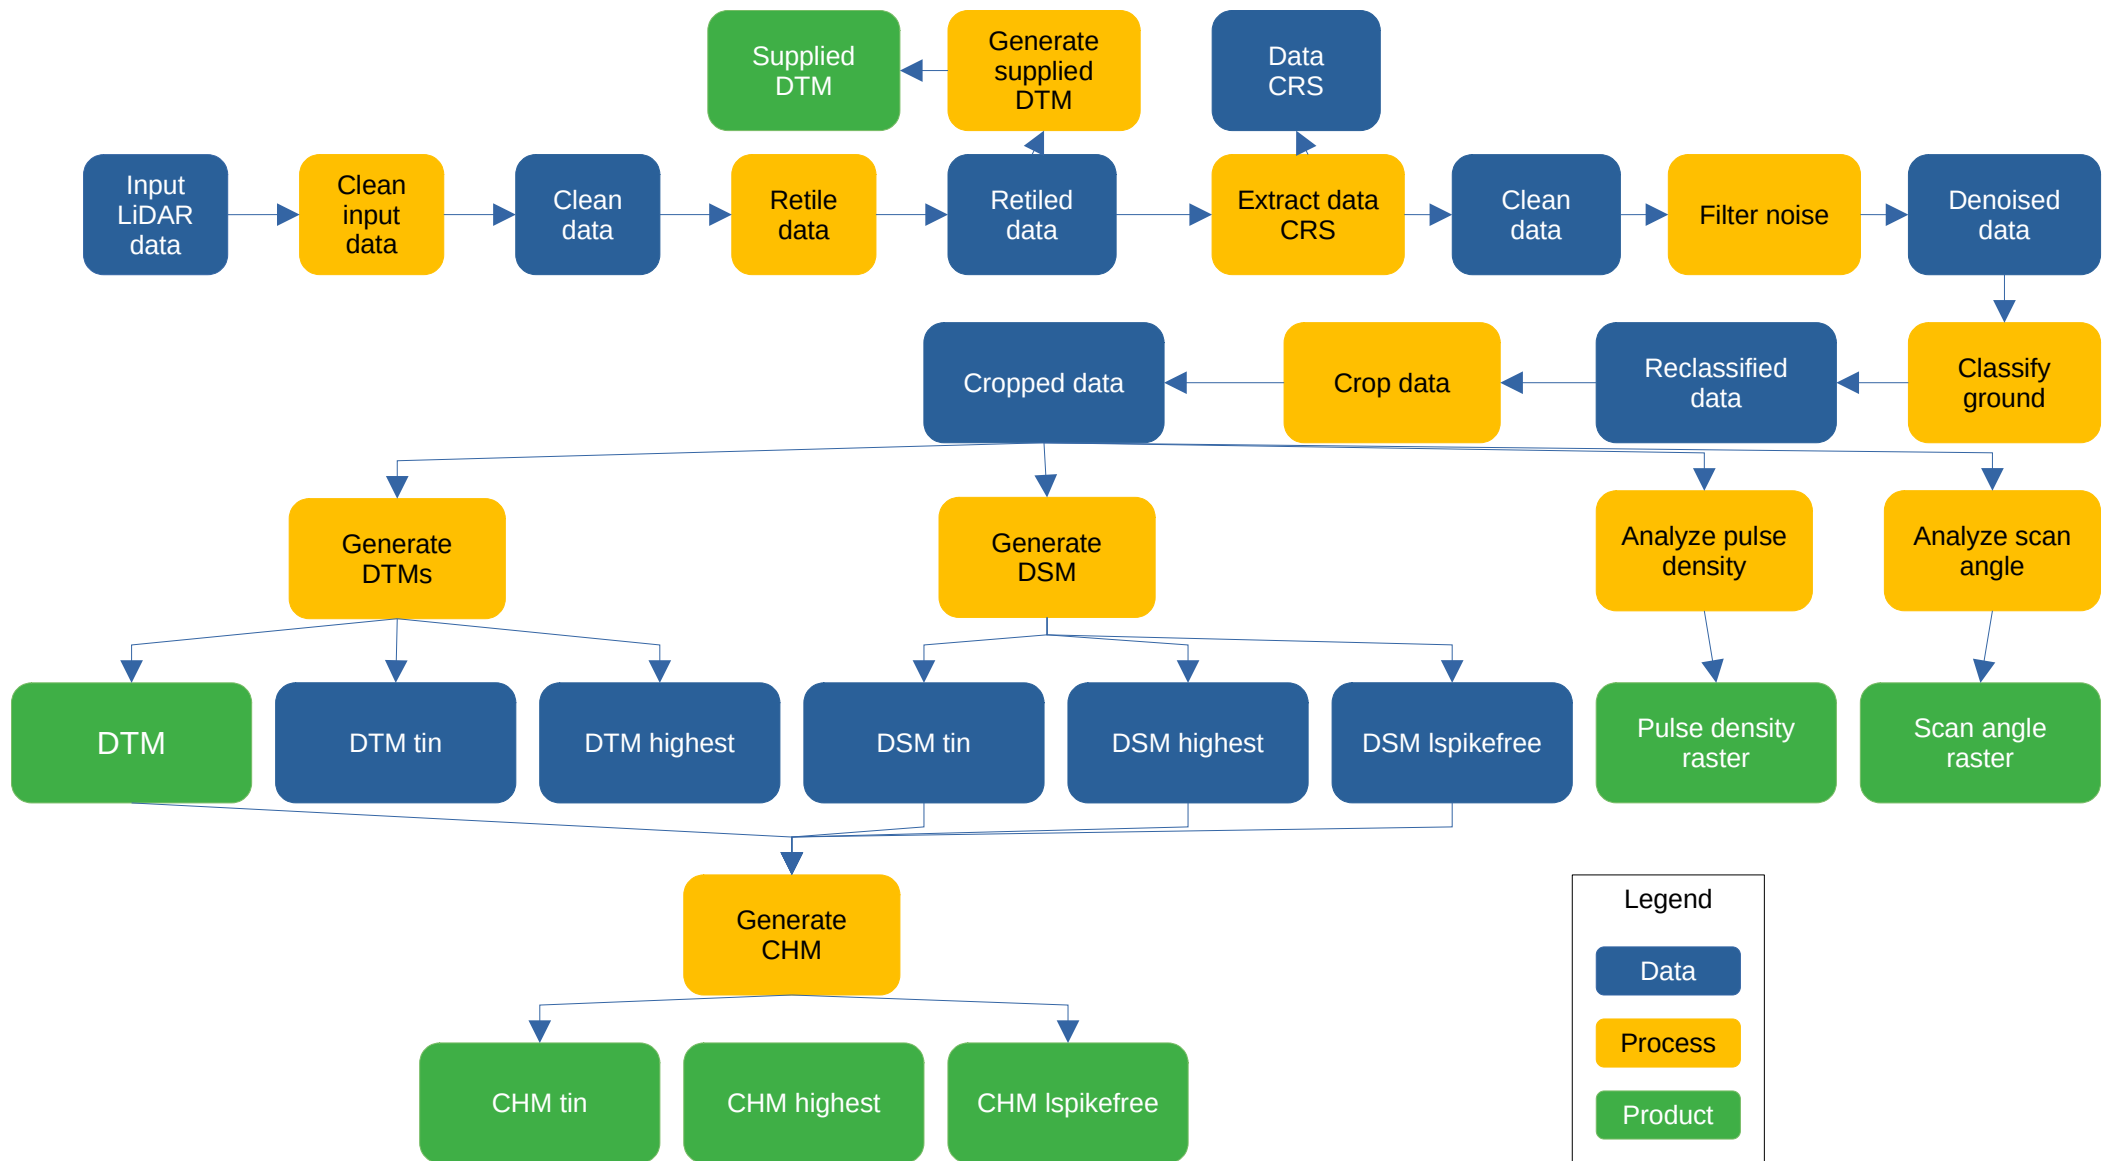 Supplied
DTM
Generate
supplied
DTM
Data
CRS
Input
LiDAR
data
Clean
input
data
Clean
data
Retile
data
Retiled
data
Extract data
CRS
Clean
data
Filter noise
Denoised
data
Cropped data
Crop data
Reclassified
data
Classify
ground
Generate
DTMs
Generate
DSM
Analyze pulse
density
Analyze scan
angle
DTM
DTM tin
DTM highest
DSM tin
DSM highest
DSM lspikefree
Pulse density
raster
Scan angle
raster
Generate
CHM
CHM tin
CHM highest
CHM lspikefree
Legend
Data
Process
Product